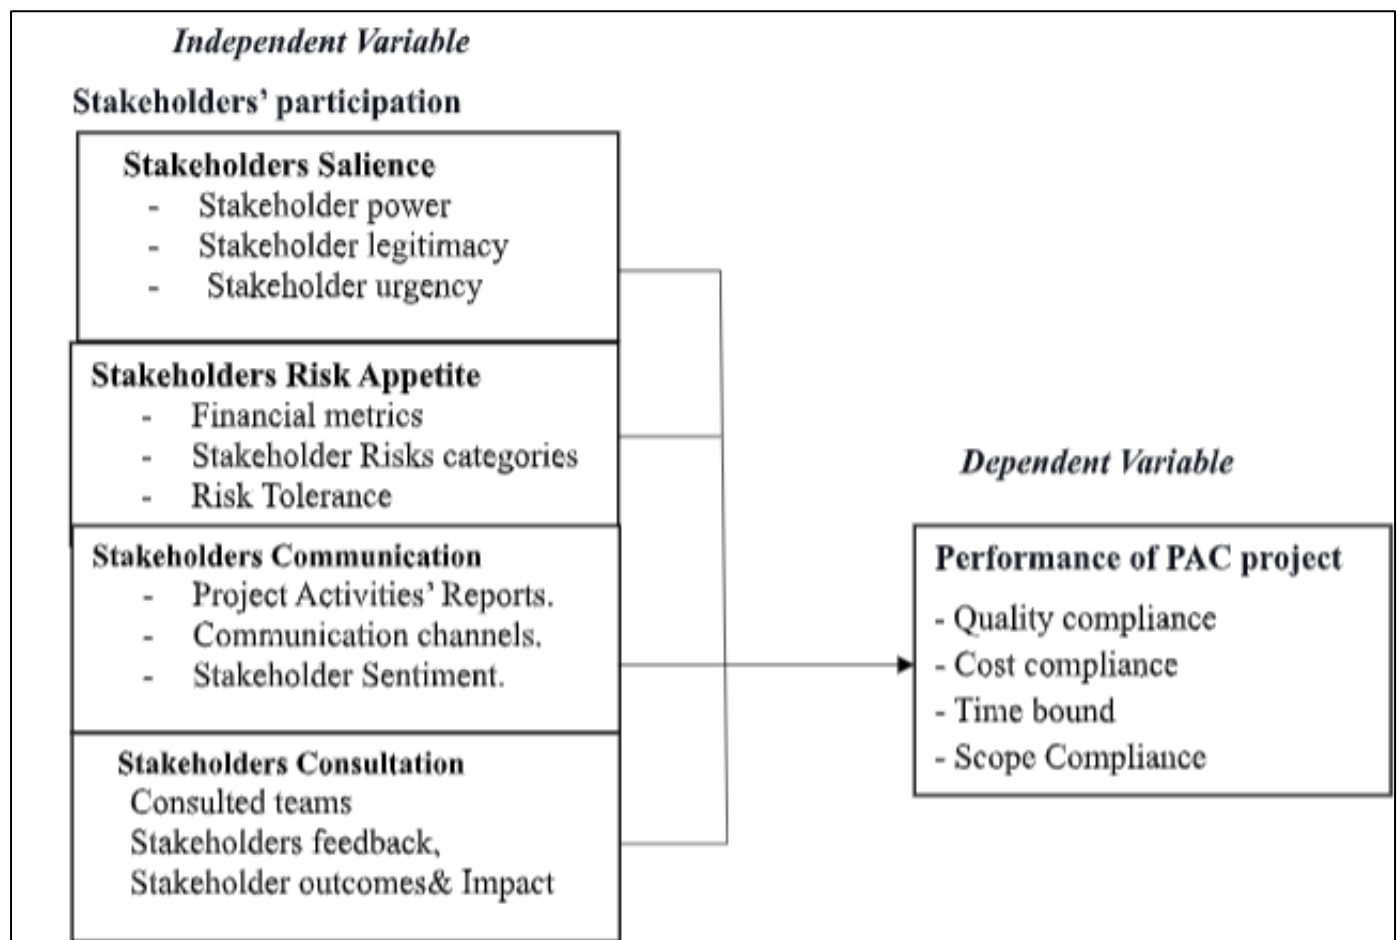 Independent Variable
Stakeholders’ participation
Stakeholders Salience
- Stakeholder power
- Stakeholder legitimacy
- Stakeholder urgency
Stakeholders Risk Appetite
- Financial metrics
- Stakeholder Risks categories
- Risk Tolerance
Stakeholders Communication
- Project Activities’ Reports.
- Communication channels.
- Stakeholder Sentiment.
Stakeholders Consultation
Consulted teams
Stakeholders feedback,
Stakeholder outcomes& Impact
Dependent Variable
Performance of PAC project
- Quality compliance
- Cost compliance
- Time bound
- Scope Compliance